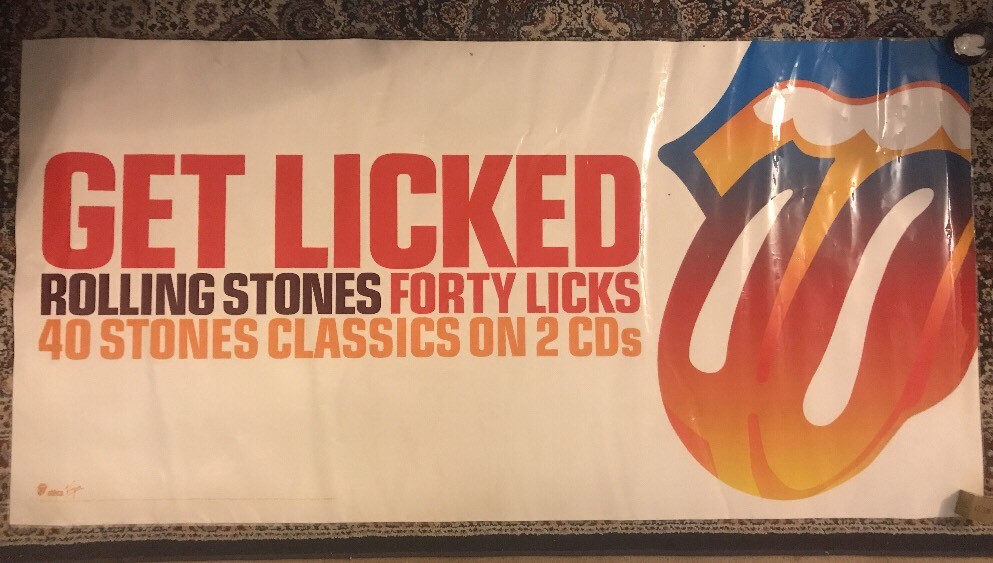 GET LICKED
ROLLING STONES FORTY LICKS
40 STONES CLASSICS ON 2 CDs